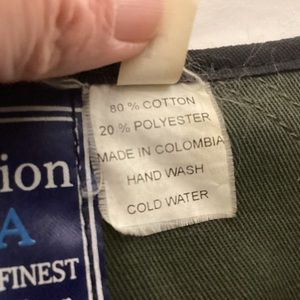 80 % COTTON
20 % POLYESTER
MADE IN COLOMBIA
HAND WASH
COLD WATER
ion
A
FINEST